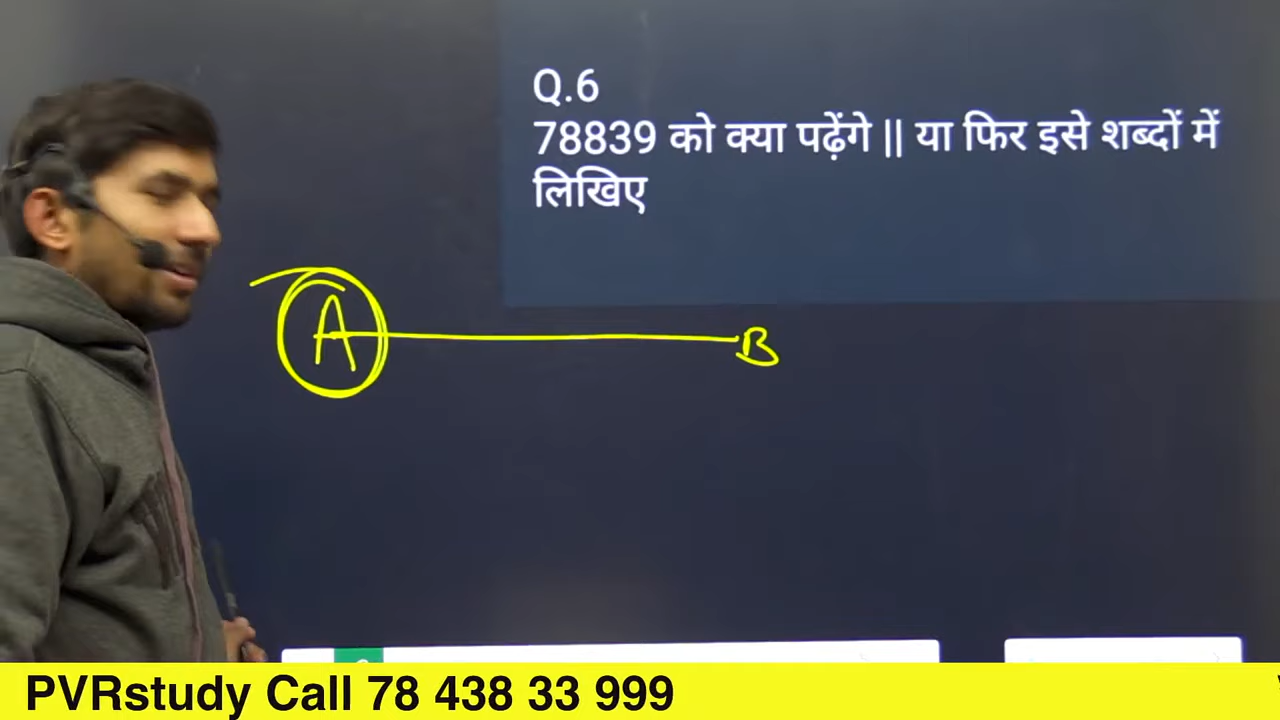 Q.6
78839 को क्या पढ़ेंगे || या फिर इसे शब्दों में
लिखिए
A
B
PVRstudy Call 78 438 33 999